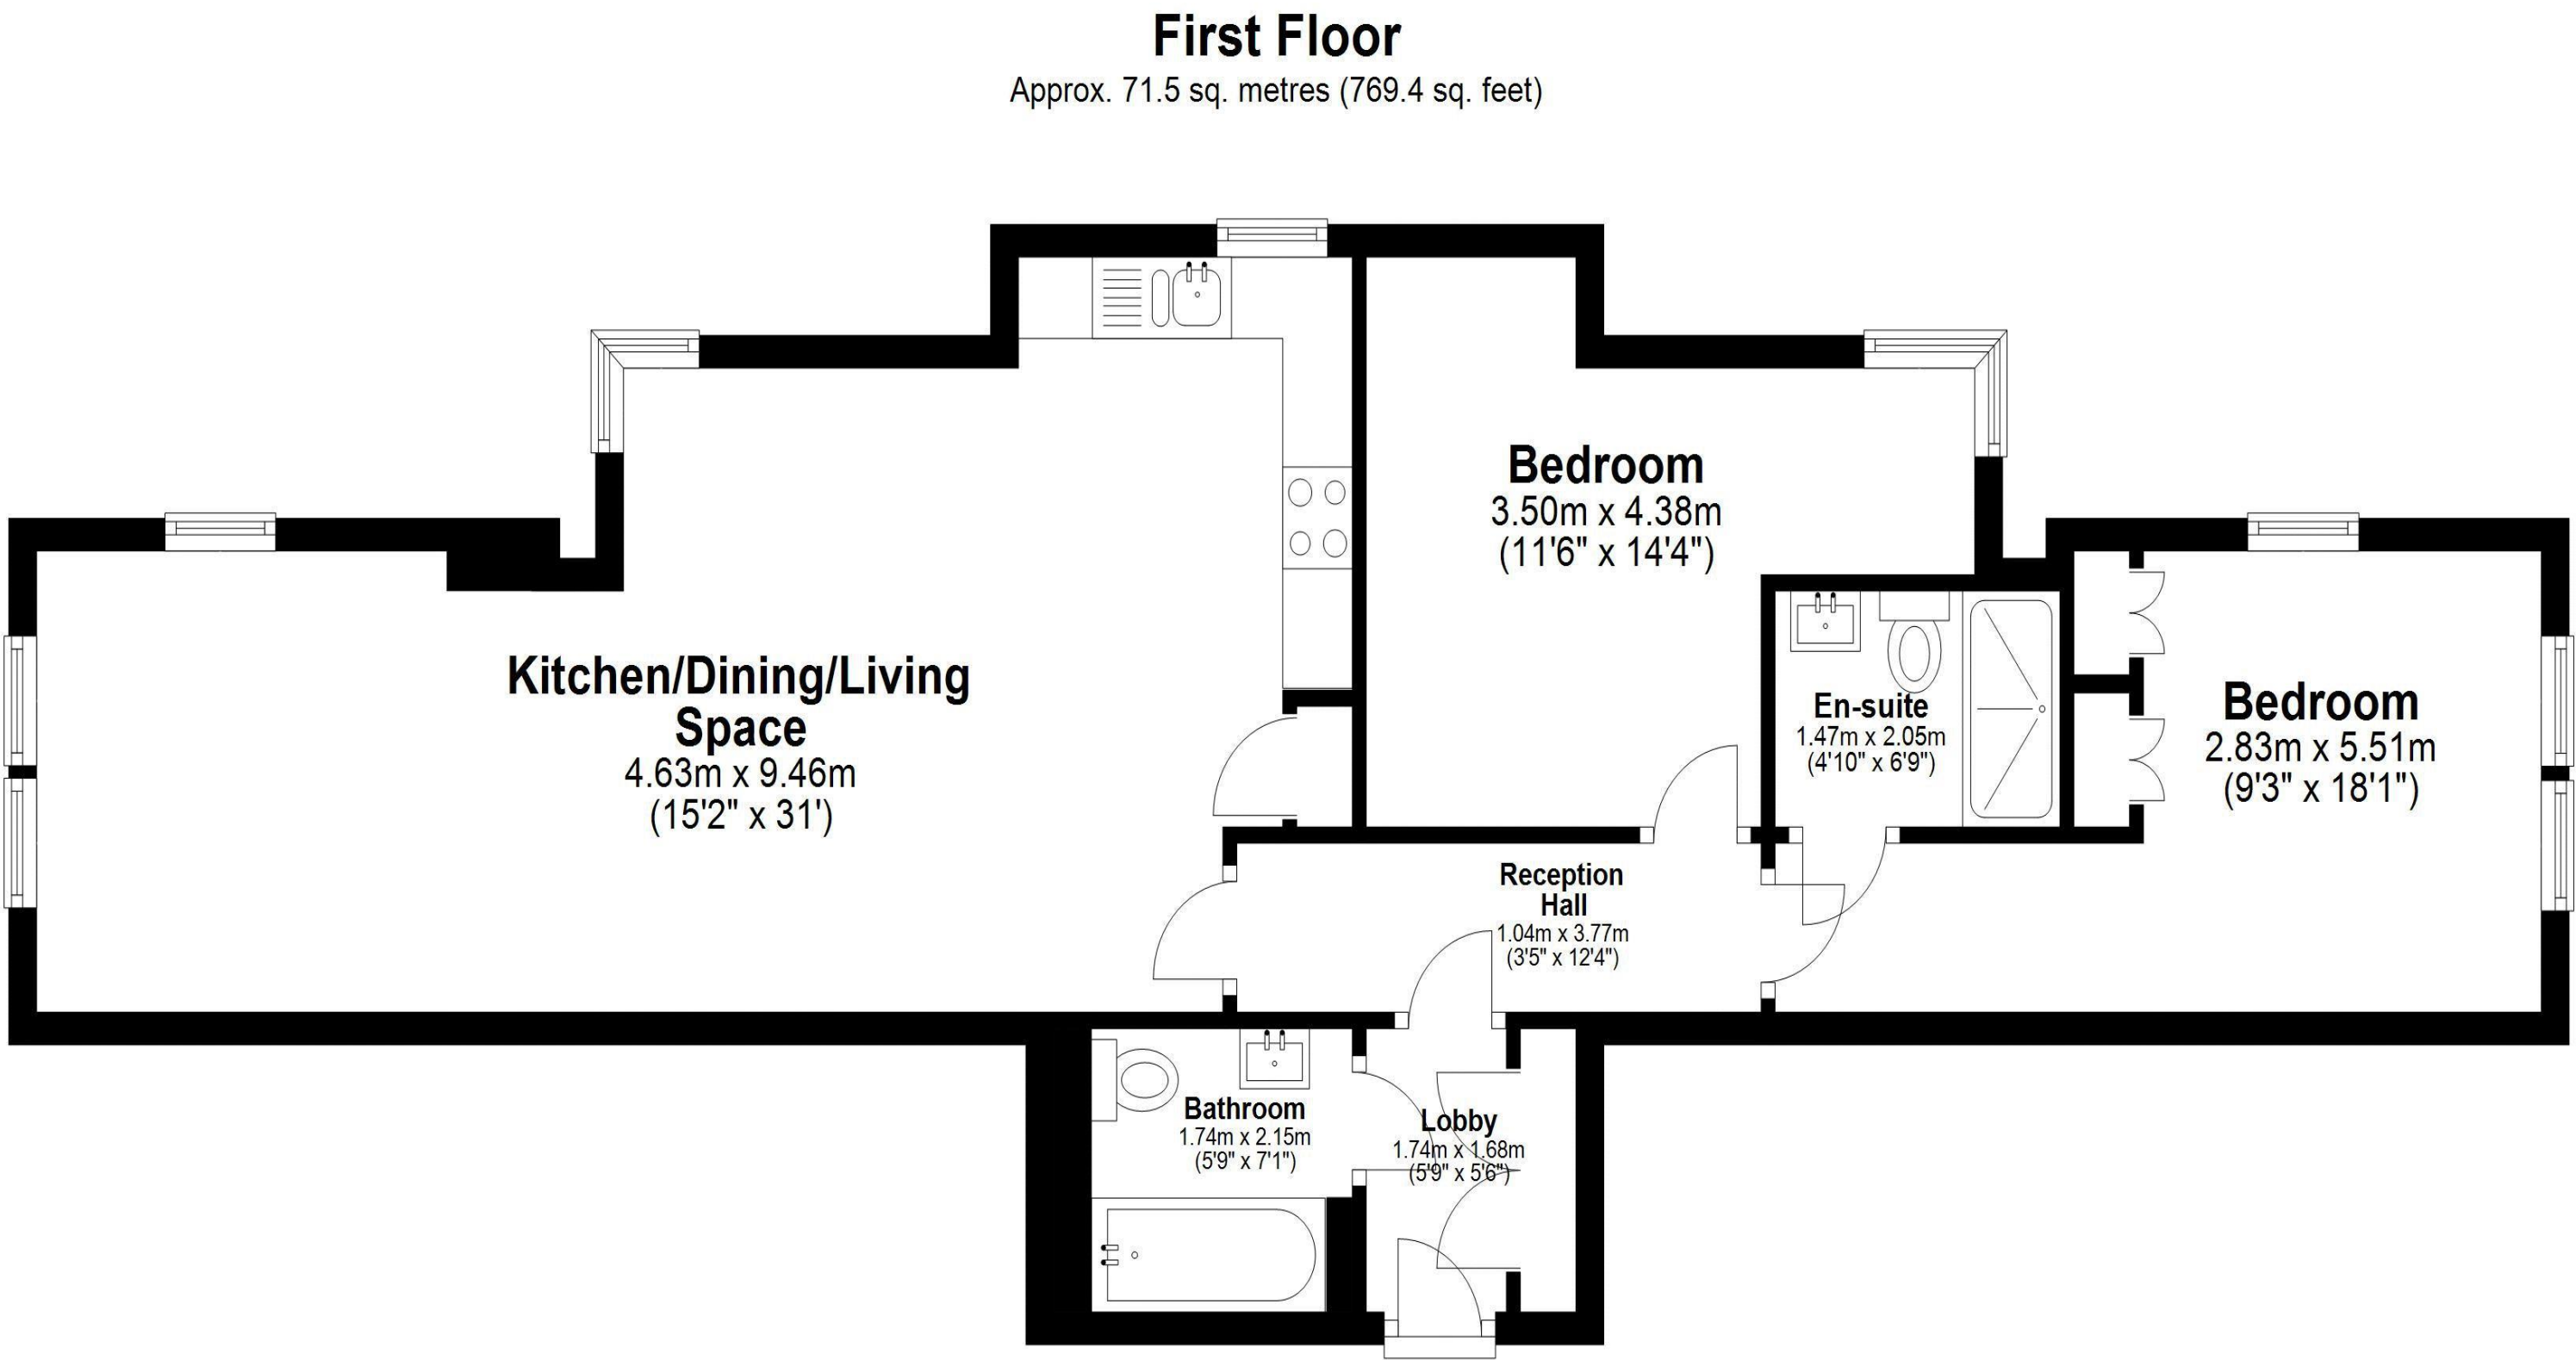 First Floor
Approx. 71.5 sq. metres (769.4 sq. feet)
Kitchen/Dining/Living
Space
4.63m x 9.46m
(15'2" x 31')
Bedroom
3.50m x 4.38m
(11'6" x 14'4")
En-suite
1.47m x 2.05m
(4'10" x 6'9")
Bedroom
2.83m x 5.51m
(9'3" x 18'1")
Reception
Hall
1.04m x 3.77m
(3'5" x 12'4")
Bathroom
1.74m x 2.15m
(5'9" x 7'1")
Lobby
1.74m x 1.68m
(5'9" x 5'6")